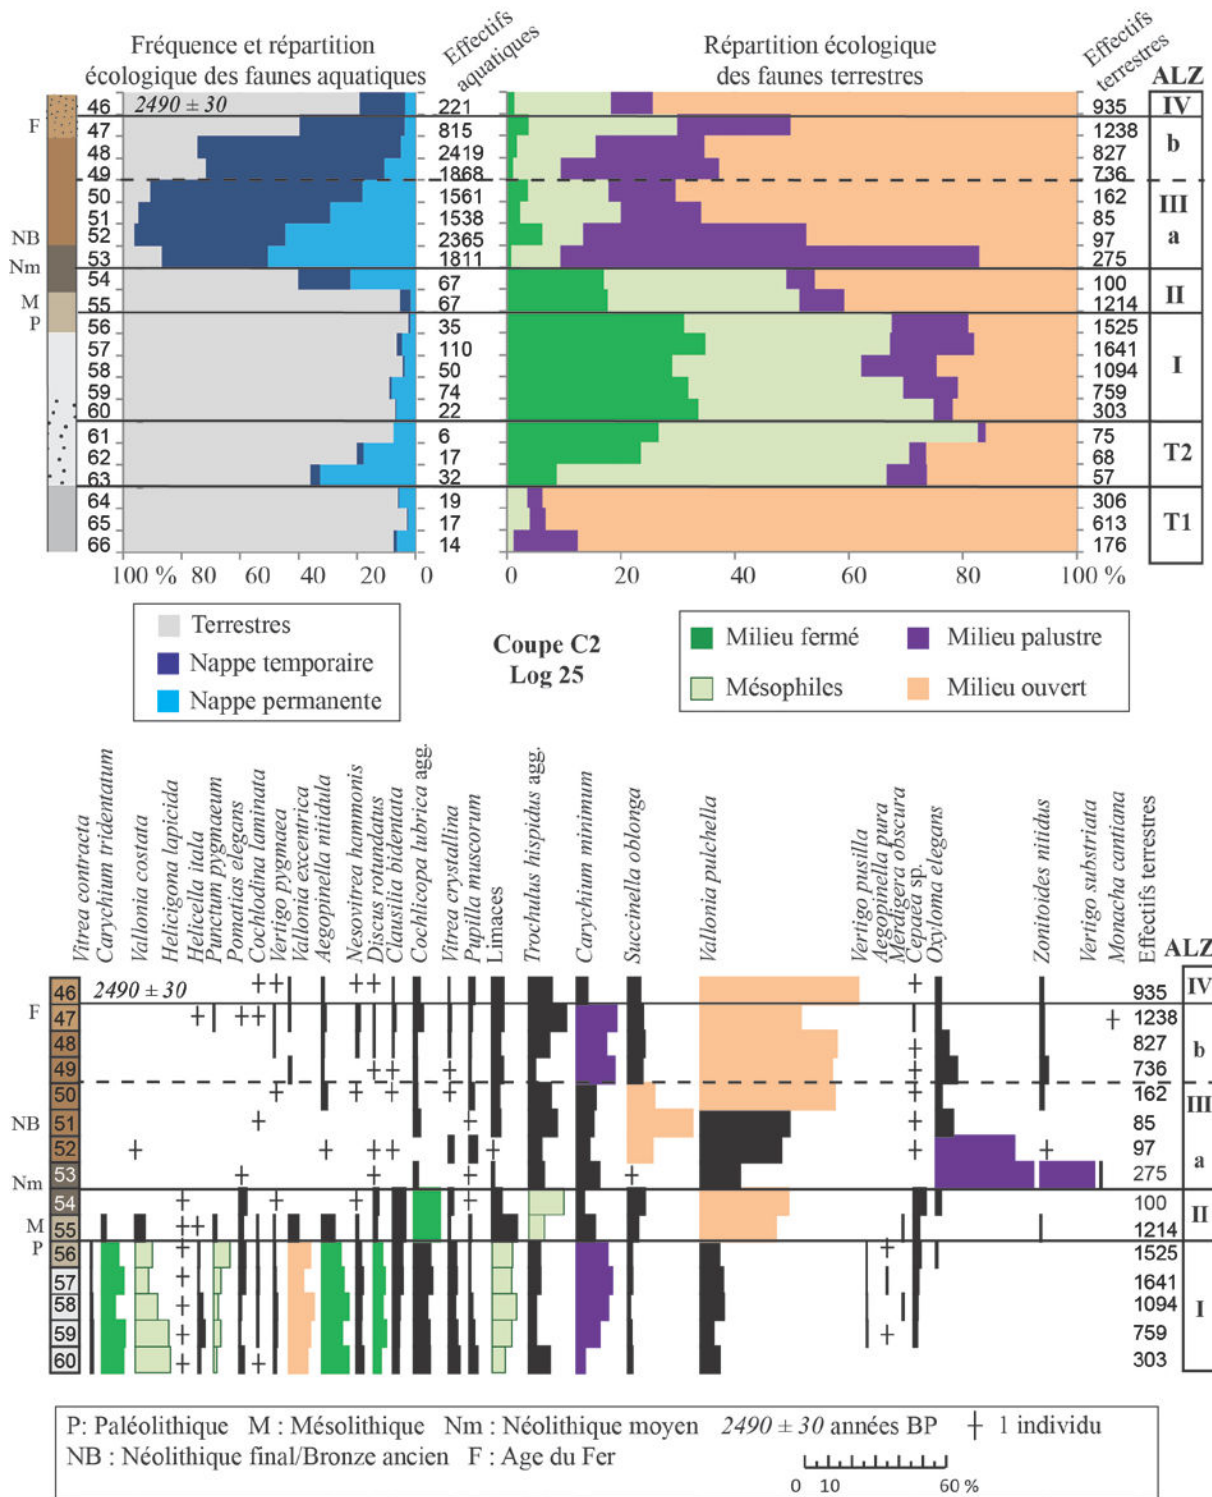 Fréquence et répartition
écologique des faunes aquatiques
Effectifs
aquatiques
Répartition écologique
des faunes terrestres
Effectifs
terrestres
ALZ
46 2490 ± 30 221 935 IV
F 47 815 1238
48 2419 827 b
49 1868 736
50 1561 162
51 1538 85 III
NB 52 2365 97 a
53 1811 275
Nm
54 67 100
M 55 67 1214 II
P
56 35 1525
57 110 1641
58 50 1094 I
59 74 759
60 22 303
61 6 75
62 17 68 T2
63 32 57
64 19 306
65 17 613 T1
66 14 176
100 % 80 60 40 20 0
0 20 40 60 80 100 %
Terrestres
Nappe temporaire
Nappe permanente
Coupe C2
Log 25
Milieu fermé
Milieu palustre
Mésophiles
Milieu ouvert
Vitrea contracta
Carychium tridentatum
Vallonia costata
Helicigona lapicida
Helicella itala
Punctum pygmaeum
Pomatias elegans
Cochlodina laminata
Vertigo pygmaea
Vallonia excentrica
Aegopinella nitidula
Nesovitrea hammonis
Discus rotundatus
Clausilia bidentata
Cochlicopa lubrica agg.
Vitrea crystallina
Pupilla muscorum
Limaces
Trochulus hispidus agg.
Carychium minimum
Succinella oblonga
Vallonia pulchella
Vertigo pusilla
Aegopinella pura
Merdigera obscura
Cepaea sp.
Oxyloma elegans
Zonitoides nitidus
Vertigo substriata
Monacha cantiana
Effectifs terrestres
ALZ
46 2490 ± 30 935 IV
F 47 1238
48 827 b
49 736
50 162
III
NB 51 85
52 97 a
Nm 53 275
54 100
M 55 1214 II
P 56 1525
57 1641
58 1094 I
59 759
60 303
P: Paléolithique M : Mésolithique Nm : Néolithique moyen 2490 ± 30 années BP ┼ 1 individu
NB : Néolithique final/Bronze ancien F : Age du Fer
0 10 60 %